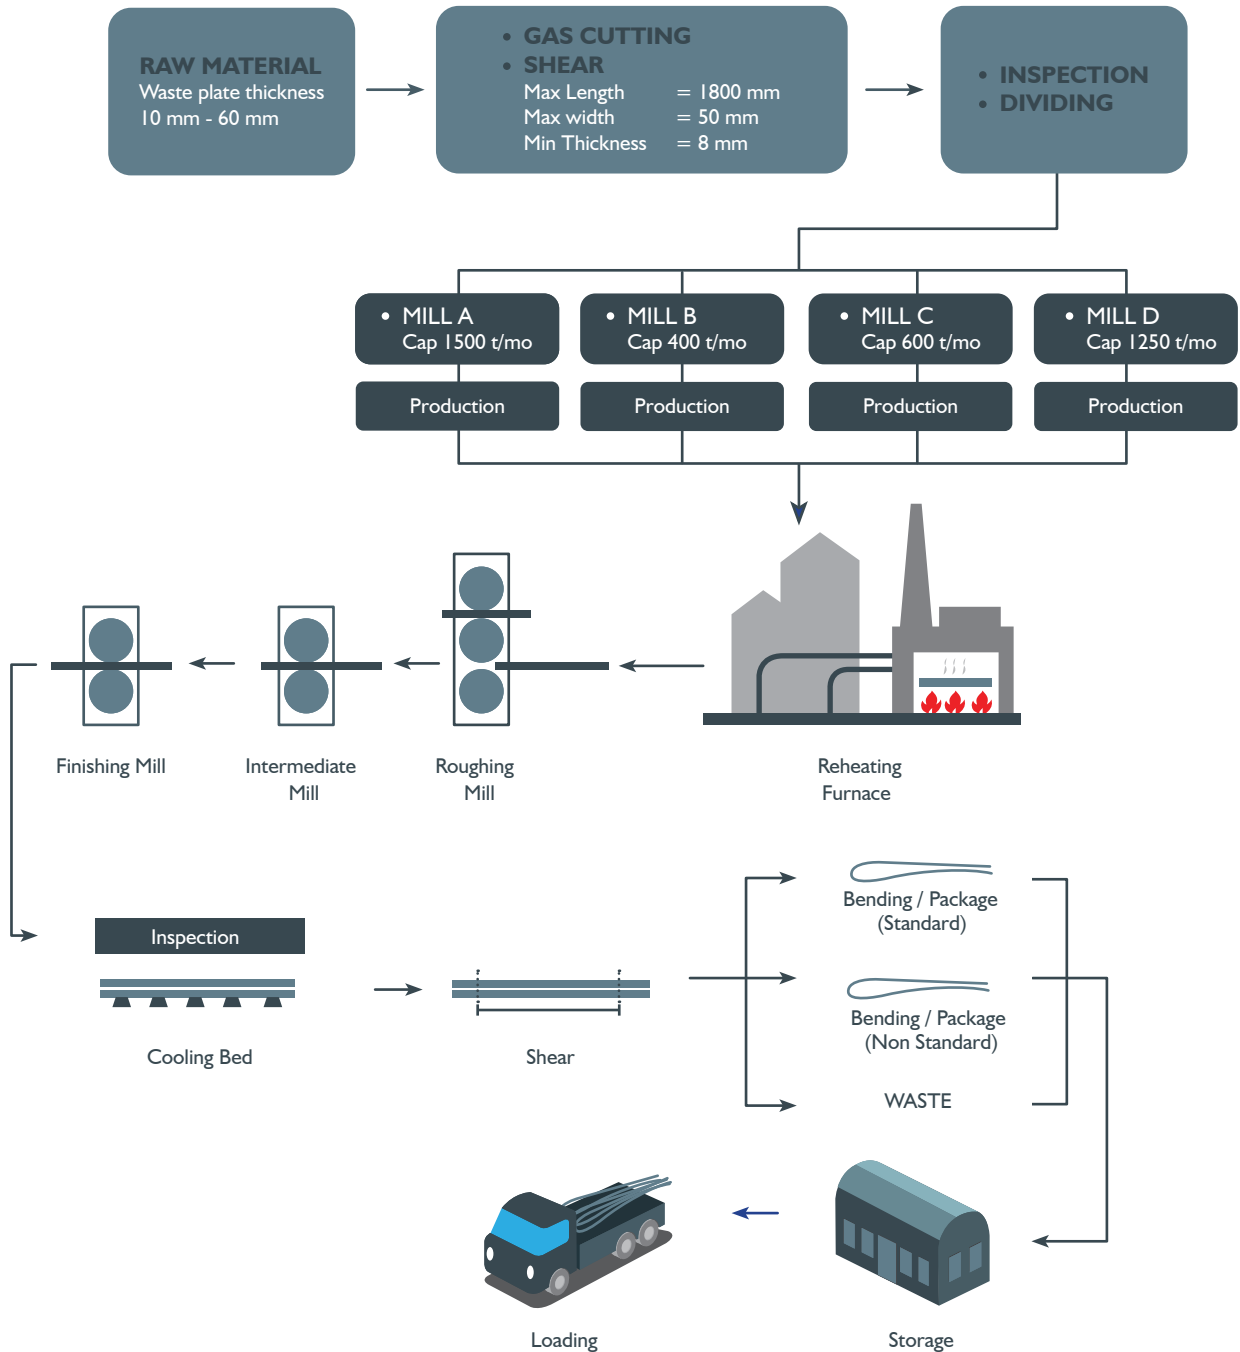 RAW MATERIAL
Waste plate thickness
10 mm - 60 mm
• GAS CUTTING
• SHEAR
Max Length = 1800 mm
Max width = 50 mm
Min Thickness = 8 mm
• INSPECTION
• DIVIDING
• MILL A
Cap 1500 t/mo
• MILL B
Cap 400 t/mo
• MILL C
Cap 600 t/mo
• MILL D
Cap 1250 t/mo
Production
Production
Production
Production
Finishing Mill
Intermediate
Mill
Roughing
Mill
Reheating
Furnace
Inspection
Cooling Bed
Shear
Bending / Package
(Standard)
Bending / Package
(Non Standard)
WASTE
Loading
Storage